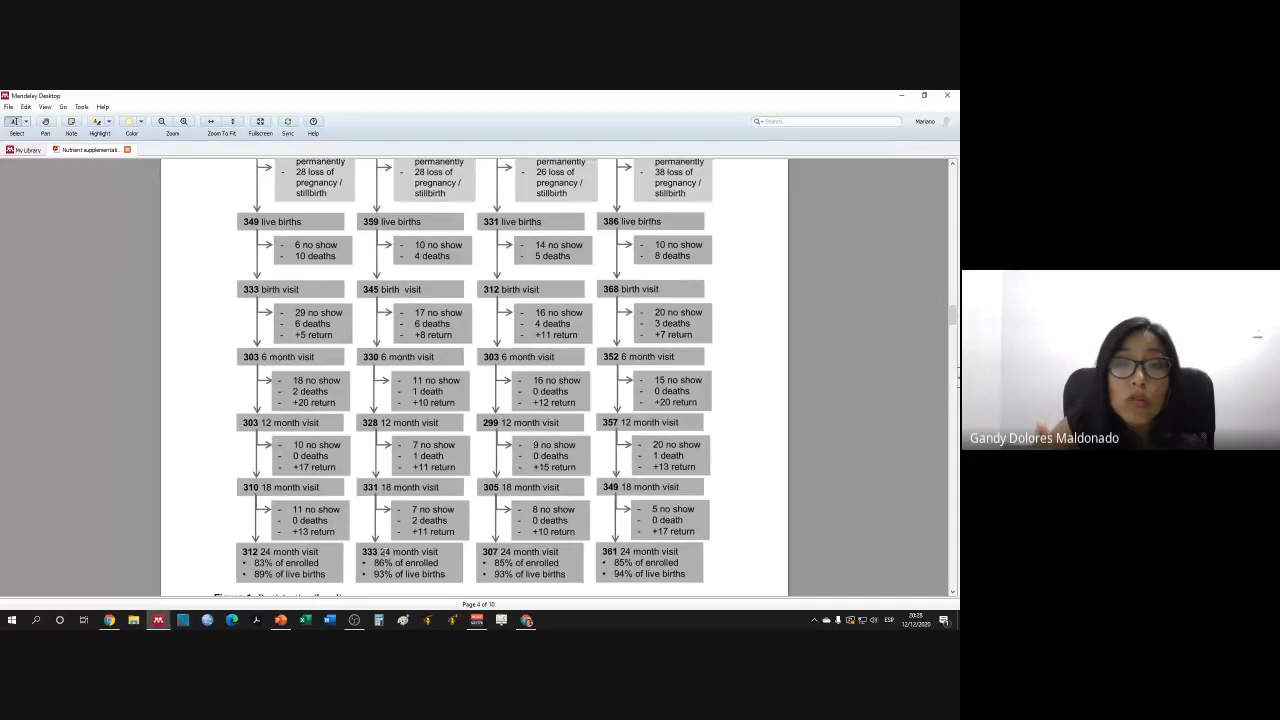 Mendeley Desktop
File Edit View Go Tools Help
Select Pan Note Highlight Color Zoom Zoom To Fit Fullscreen Sync Help
Search...
Mariano
My Library
Nutrient supplementati...
permanently
- 28 loss of
pregnancy /
stillbirth
permanently
- 28 loss of
pregnancy /
stillbirth
permanently
- 26 loss of
pregnancy /
stillbirth
permanently
- 38 loss of
pregnancy /
stillbirth
349 live births
359 live births
331 live births
386 live births
- 6 no show
- 10 deaths
- 10 no show
- 4 deaths
- 14 no show
- 5 deaths
- 10 no show
- 8 deaths
333 birth visit
345 birth visit
312 birth visit
368 birth visit
- 29 no show
- 6 deaths
- +5 return
- 17 no show
- 6 deaths
- +8 return
- 16 no show
- 4 deaths
- +11 return
- 20 no show
- 3 deaths
- +7 return
303 6 month visit
330 6 month visit
303 6 month visit
352 6 month visit
- 18 no show
- 2 deaths
- +20 return
- 11 no show
- 1 death
- +10 return
- 16 no show
- 0 deaths
- +12 return
- 15 no show
- 0 deaths
- +20 return
303 12 month visit
328 12 month visit
299 12 month visit
357 12 month visit
- 10 no show
- 0 deaths
- +17 return
- 7 no show
- 1 death
- +11 return
- 9 no show
- 0 deaths
- +15 return
- 20 no show
- 1 death
- +13 return
310 18 month visit
331 18 month visit
305 18 month visit
349 18 month visit
- 11 no show
- 0 deaths
- +13 return
- 7 no show
- 2 deaths
- +11 return
- 8 no show
- 0 deaths
- +10 return
- 5 no show
- 0 death
- +17 return
312 24 month visit
• 83% of enrolled
• 89% of live births
333 24 month visit
• 86% of enrolled
• 93% of live births
307 24 month visit
• 85% of enrolled
• 93% of live births
361 24 month visit
• 85% of enrolled
• 94% of live births
Page 4 of 10
ESP
20:28
12/12/2020
Gandy Dolores Maldonado